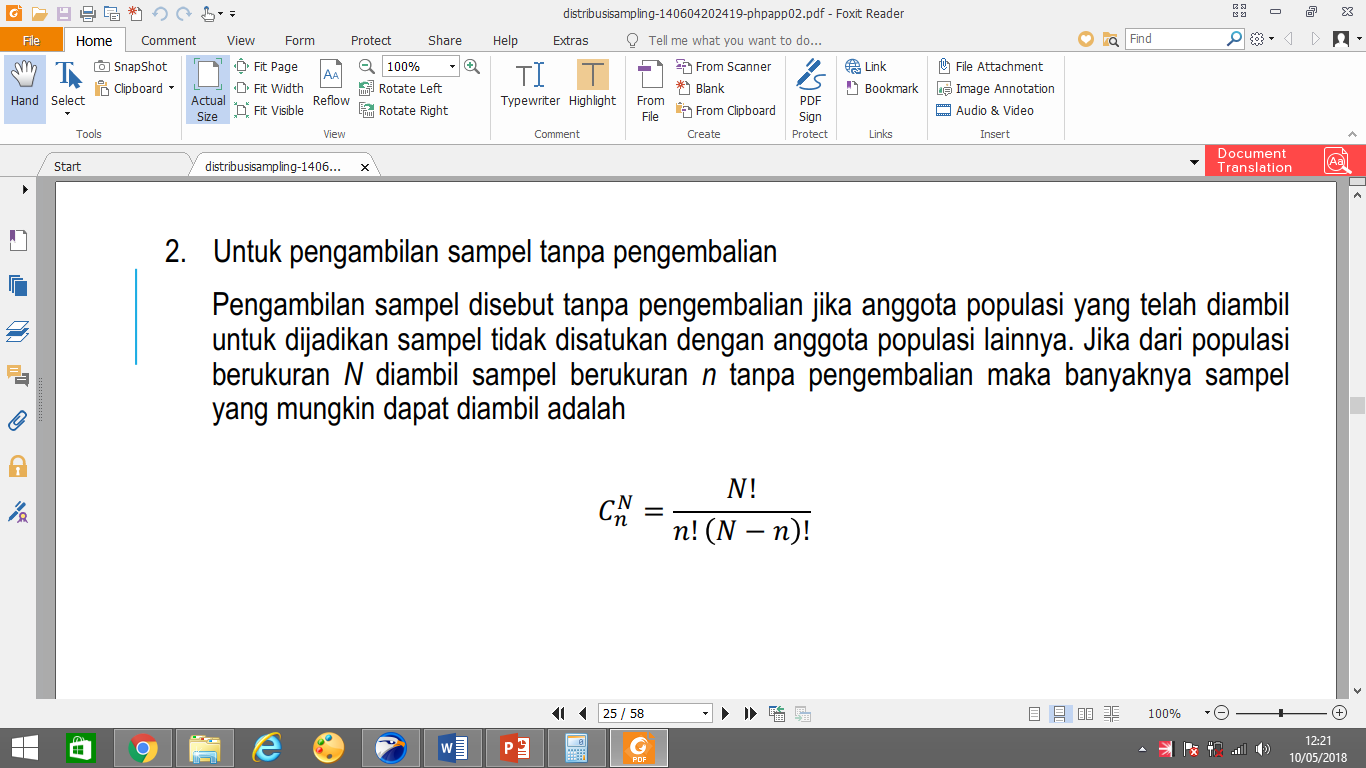 distribusisampling-140604202419-phpapp02.pdf - Foxit Reader
File Home Comment View Form Protect Share Help Extras Tell me what you want to do... Find
Hand
Select
SnapShot
Clipboard
Tools
Actual Size
Fit Page
Fit Width
Fit Visible
Reflow
100%
Rotate Left
Rotate Right
View
Typewriter
Highlight
Comment
From File
From Scanner
Blank
From Clipboard
Create
PDF Sign
Protect
Link
Bookmark
Links
File Attachment
Image Annotation
Audio & Video
Insert
Start distribusisampling-1406...
Document
Translation
2. Untuk pengambilan sampel tanpa pengembalian
Pengambilan sampel disebut tanpa pengembalian jika anggota populasi yang telah diambil
untuk dijadikan sampel tidak disatukan dengan anggota populasi lainnya. Jika dari populasi
berukuran N diambil sampel berukuran n tanpa pengembalian maka banyaknya sampel
yang mungkin dapat diambil adalah
C_n^N = N! / n! (N − n)!
25 / 58 100%
12:21
10/05/2018